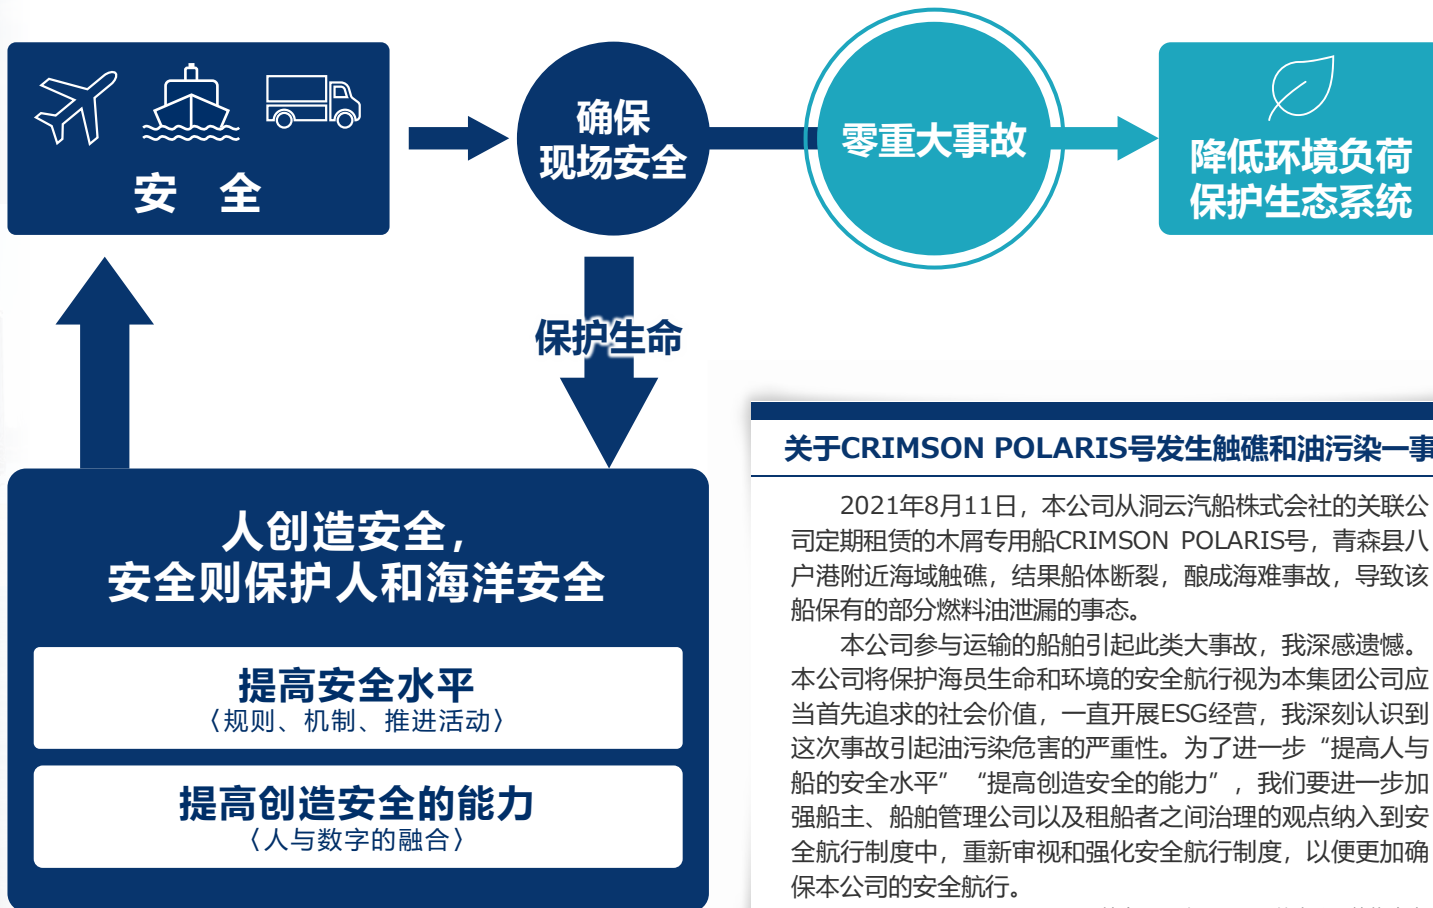 安 全
确保
现场安全
零重大事故
降低环境负荷
保护生态系统
保护生命
人创造安全,
安全则保护人和海洋安全
提高安全水平
〈规则、机制、推进活动〉
提高创造安全的能力
〈人与数字的融合〉
关于CRIMSON POLARIS号发生触礁和油污染一事
2021年8月11日，本公司从洞云汽船株式会社的关联公
司定期租赁的木屑专用船CRIMSON POLARIS号，青森县八
户港附近海域触礁，结果船体断裂，酿成海难事故，导致该
船保有的部分燃料油泄漏的事态。
本公司参与运输的船舶引起此类大事故，我深感遗憾。
本公司将保护海员生命和环境的安全航行视为本集团公司应
当首先追求的社会价值，一直开展ESG经营，我深刻认识到
这次事故引起油污染危害的严重性。为了进一步“提高人与
船的安全水平”“提高创造安全的能力”，我们要进一步加
强船主、船舶管理公司以及租船者之间治理的观点纳入到安
全航行制度中，重新审视和强化安全航行制度，以便更加确
保本公司的安全航行。